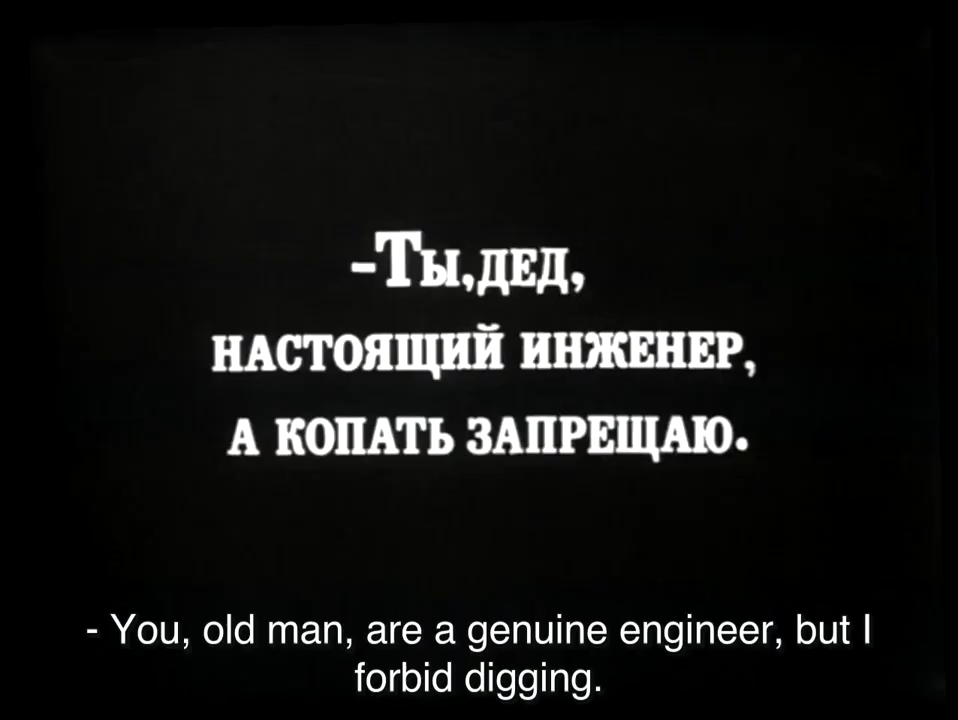 -Ты, дед,
настоящий инженер,
а копать запрещаю.
- You, old man, are a genuine engineer, but I
forbid digging.